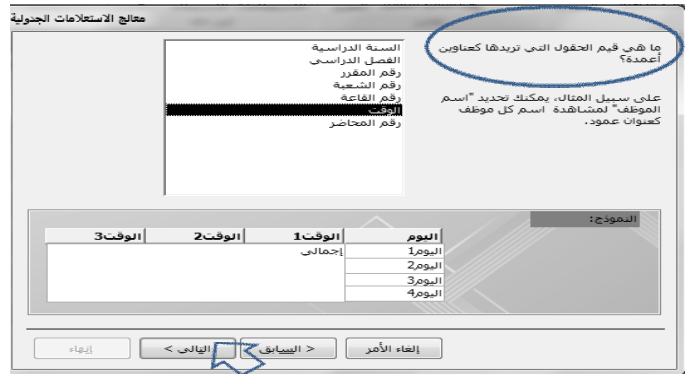 معالج الاستعلامات الجدولية
ما هي قيم الحقول التي تريدها كعناوين
أعمدة؟
على سبيل المثال، يمكنك تحديد "اسم
الموظف" لمشاهدة اسم كل موظف
كعنوان عمود.
السنة الدراسية
الفصل الدراسي
رقم المقرر
رقم الشعبة
رقم القاعة
الوقت
رقم المحاضر
النموذج:
اليوم الوقت1 الوقت2 الوقت3
اليوم1 إجمالي
اليوم2
اليوم3
اليوم4
إلغاء الأمر < السابق التالي > إنهاء